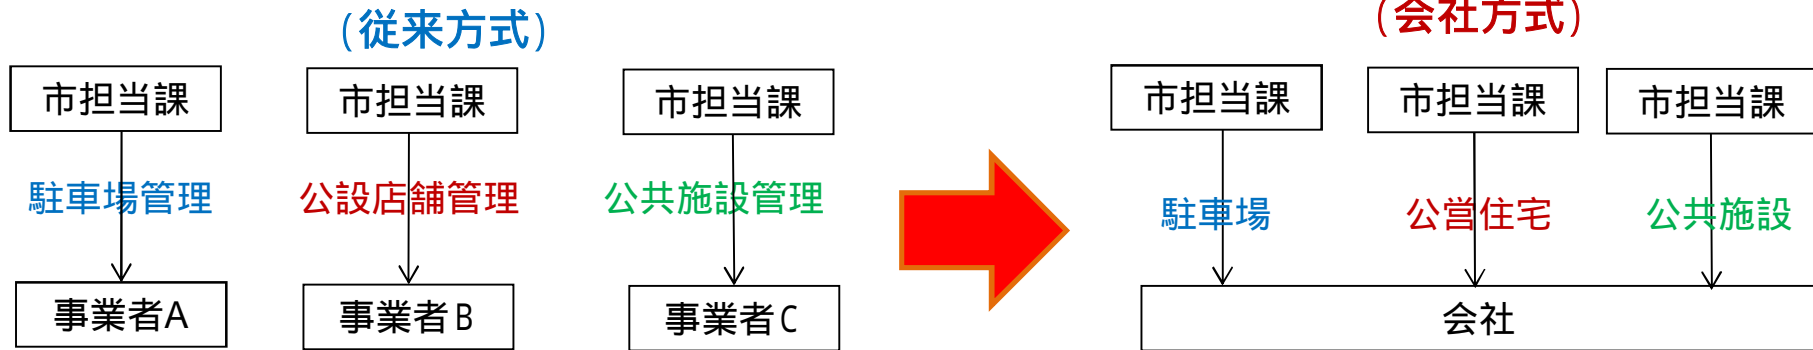 (従来方式)
(会社方式)
市担当課
市担当課
市担当課
市担当課
市担当課
市担当課
駐車場管理
公設店舗管理
公共施設管理
駐車場
公営住宅
公共施設
事業者A
事業者B
事業者C
会社